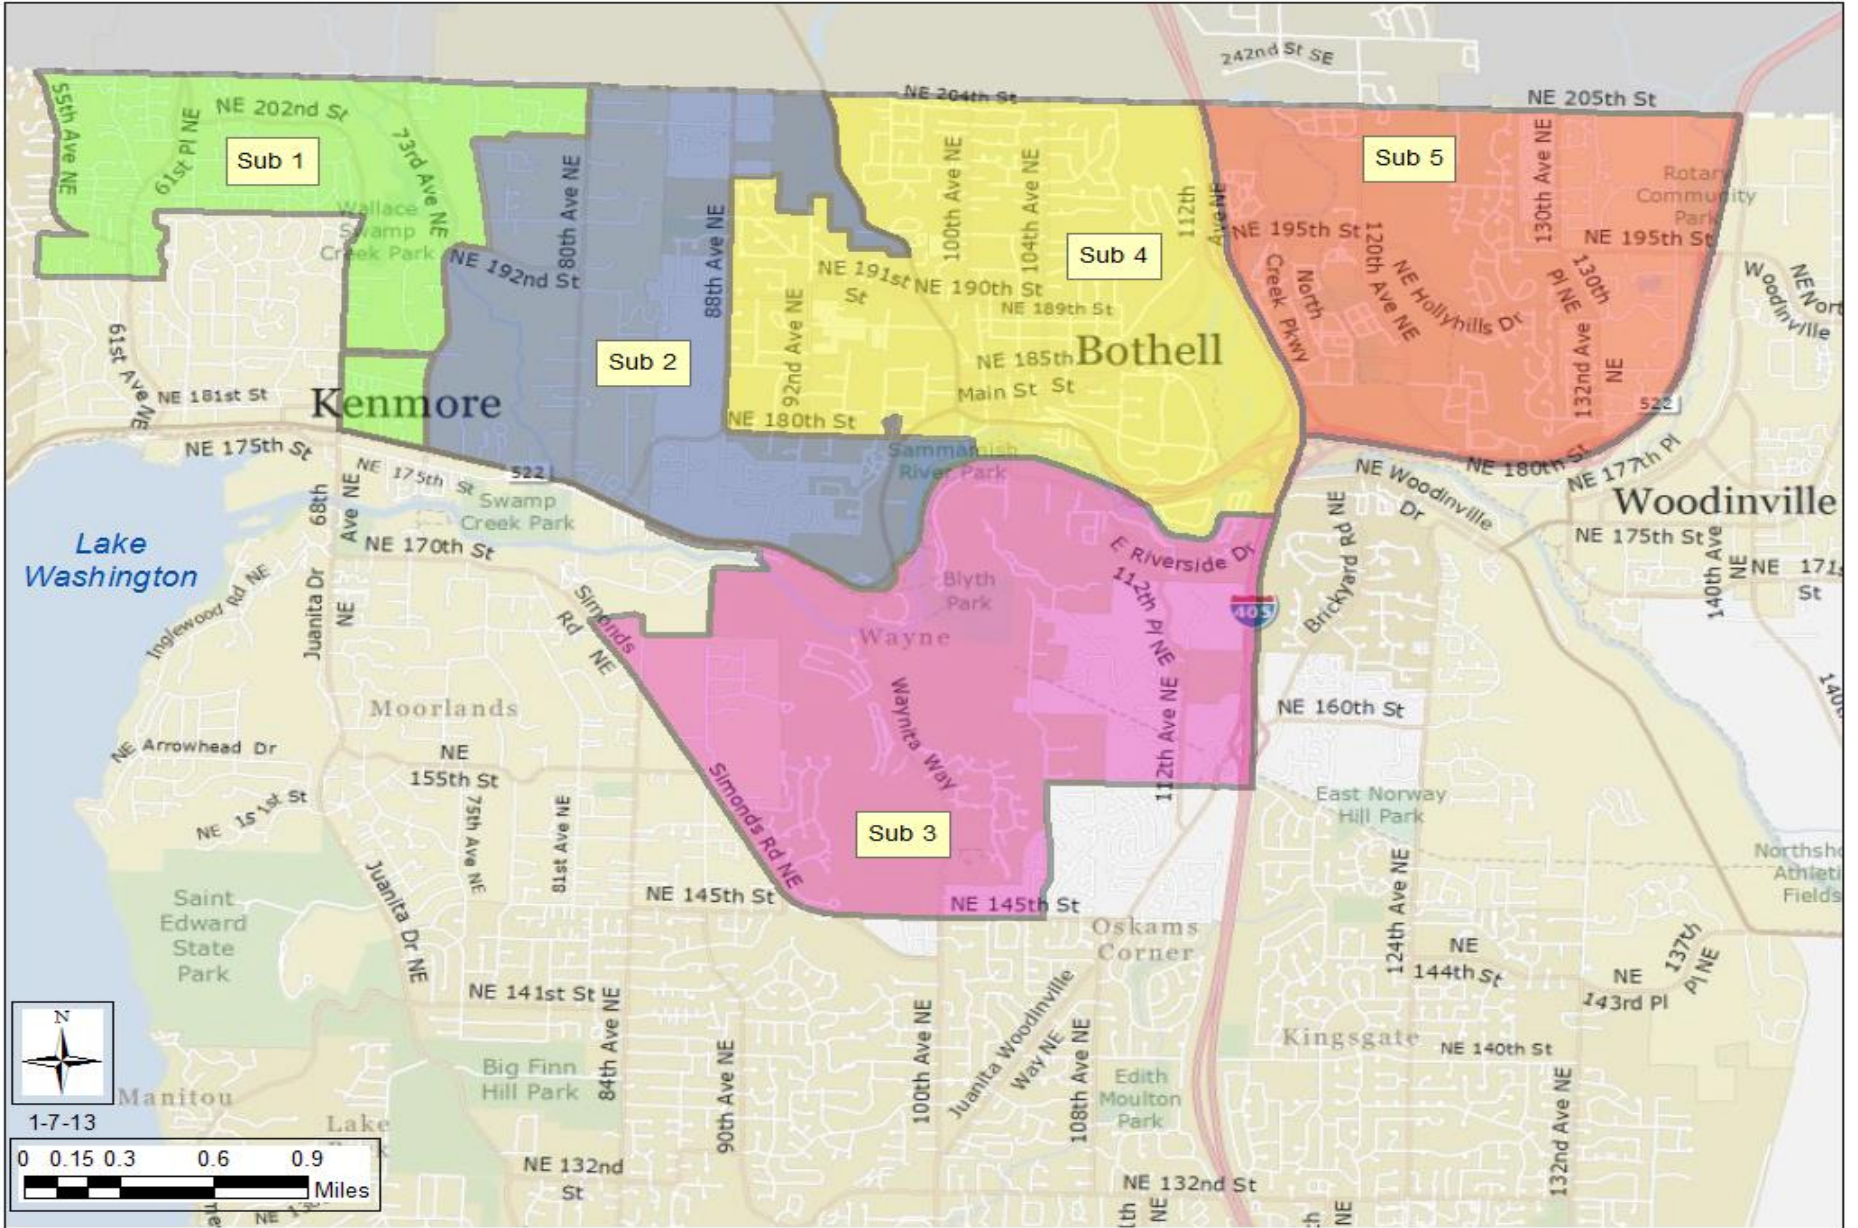 242nd St SE
NE 204th St
NE 205th St
55th Ave NE
61st Pl NE
NE 202nd St
73rd Ave NE
Sub 1
Wallace
Swamp
Creek Park
80th Ave NE
NE 192nd St
88th Ave NE
Sub 2
100th Ave NE
104th Ave NE
112th
Ave NE
Sub 4
NE 191st
St
NE 190th St
NE 189th St
92nd Ave NE
NE 185th
St
Main St
Bothell
NE 180th St
Sub 5
130th Ave NE
Rotary
Community
Park
NE 195th St
NE 195th St
120th Ave NE
North
Creek Pkwy
NE Hollyhills Dr
130th
Pl NE
132nd Ave
NE
522
NE 180th St
NE 177th Pl
Woodinville
61st Ave NE
NE 181st St
Kenmore
NE 175th St
NE 175th St
522
68th
Ave NE
Swamp
Creek Park
Sammamish
River Park
NE Woodinville
Dr
Woodinville
NE 175th St
140th Ave
NE
NE
St
Lake
Washington
NE 170th St
Inglewood Rd NE
Juanita Dr
NE
Simonds
Rd
NE
Blyth
Park
Wayne
E Riverside Dr
112th Pl NE
405
Brickyard Rd NE
Moorlands
NE Arrowhead Dr
NE
155th St
NE 151st St
75th Ave NE
81st Ave NE
Simonds Rd NE
Waynita Way
112th Ave NE
NE 160th St
East Norway
Hill Park
Sub 3
NE 145th St
NE 145th St
Oskams
Corner
124th Ave NE
Saint
Edward
State
Park
Juanita Dr NE
NE 141st St
84th Ave NE
NE
144th St
NE
143rd Pl
137th
Pl NE
Fields
Big Finn
Hill Park
90th Ave NE
100th Ave NE
Juanita Woodinville
Way NE
108th Ave NE
Edith
Moulton
Park
Kingsgate
NE 140th St
132nd Ave NE
Manitou
Lake
NE 132nd
St
NE 132nd St
NE
NE
NE
N
1-7-13
0 0.15 0.3 0.6 0.9
Miles